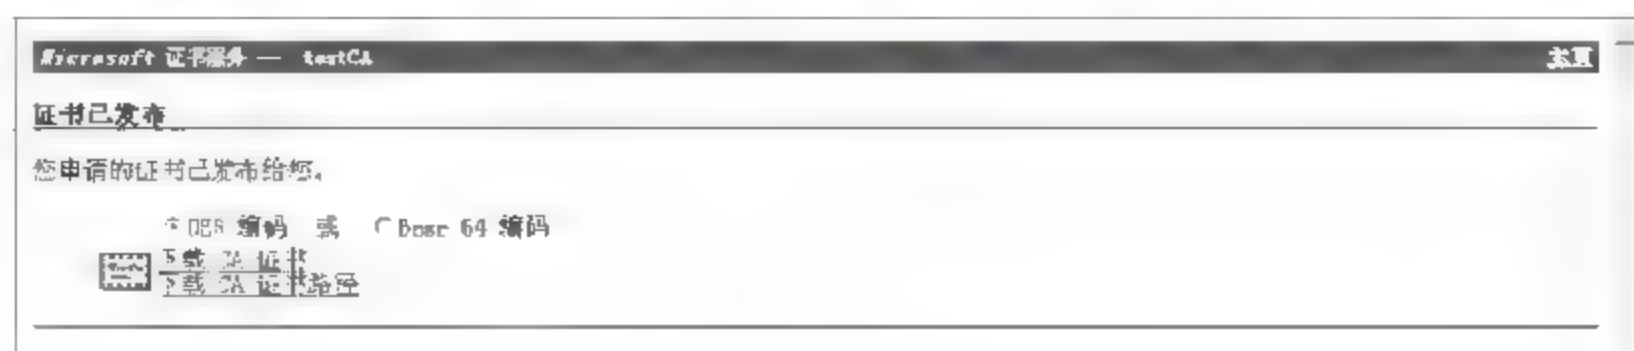 Microsoft 证书服务 — testCA
主页
证书已发布
您申请的证书已发布给您。
DER 编码 或 Base 64 编码
下载 CA 证书
下载 CA 证书路径